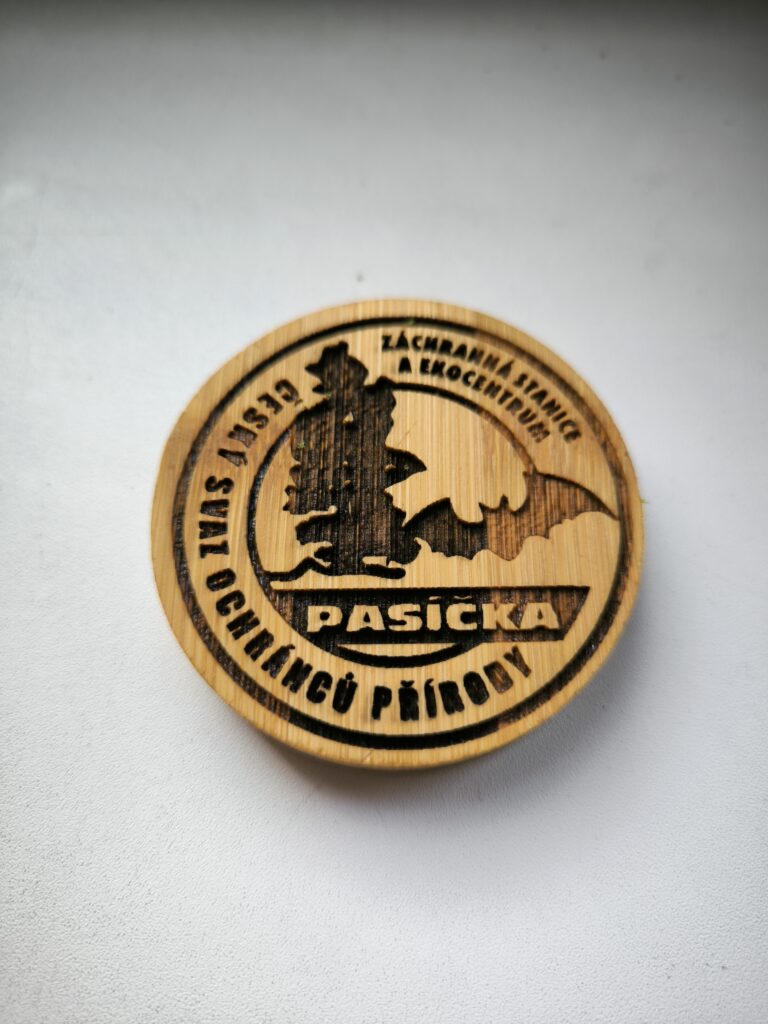 ZÁCHRANNÁ STANICE
A EKOCENTRUM
ČESKÝ SVAZ OCHRÁNCŮ PŘÍRODY
PASÍČKA